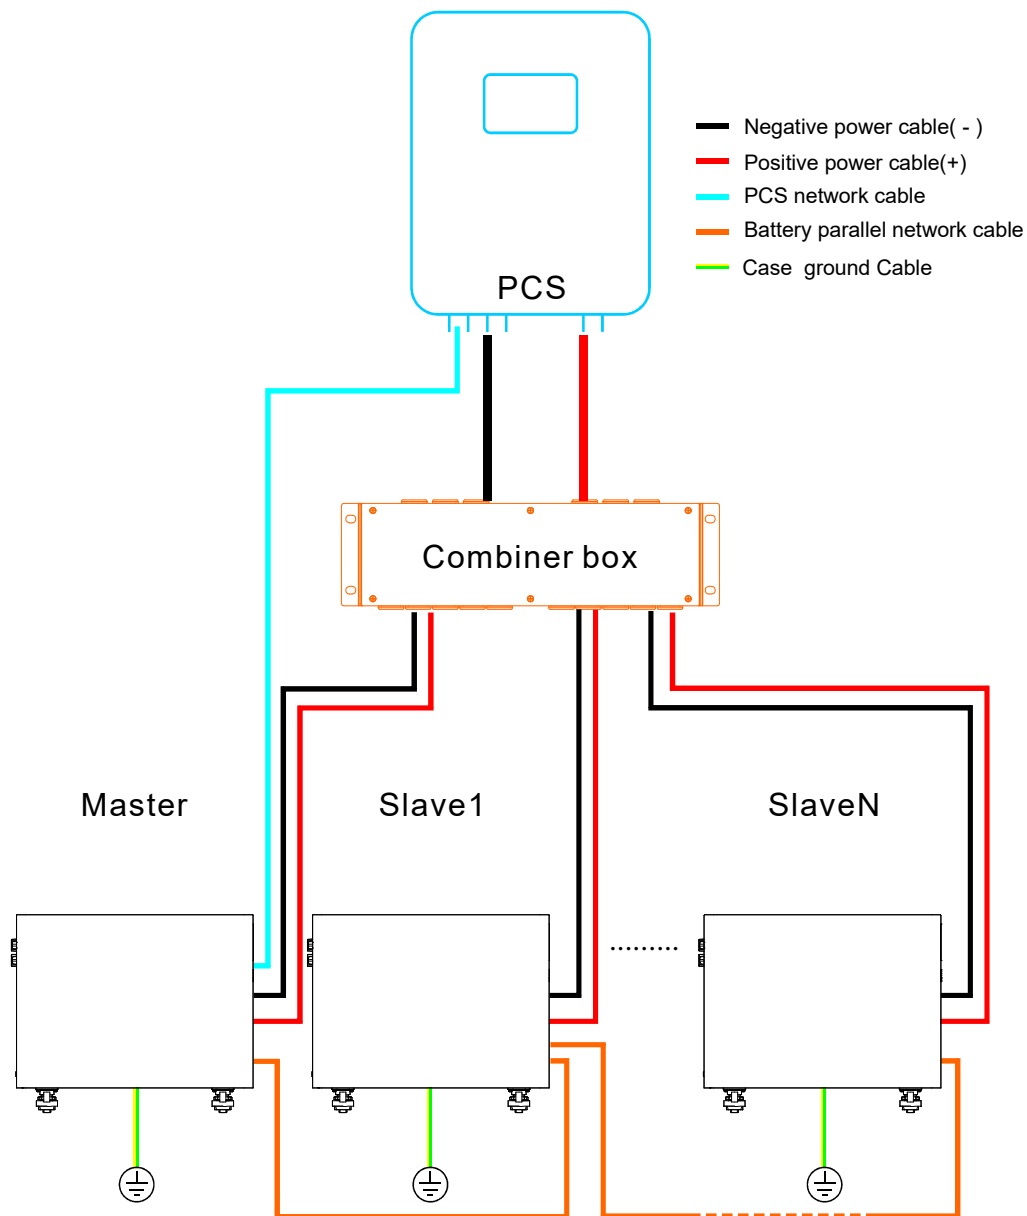 Negative power cable( - )
Positive power cable(+)
PCS network cable
Battery parallel network cable
Case ground Cable
PCS
Combiner box
Master
Slave1
SlaveN
.........